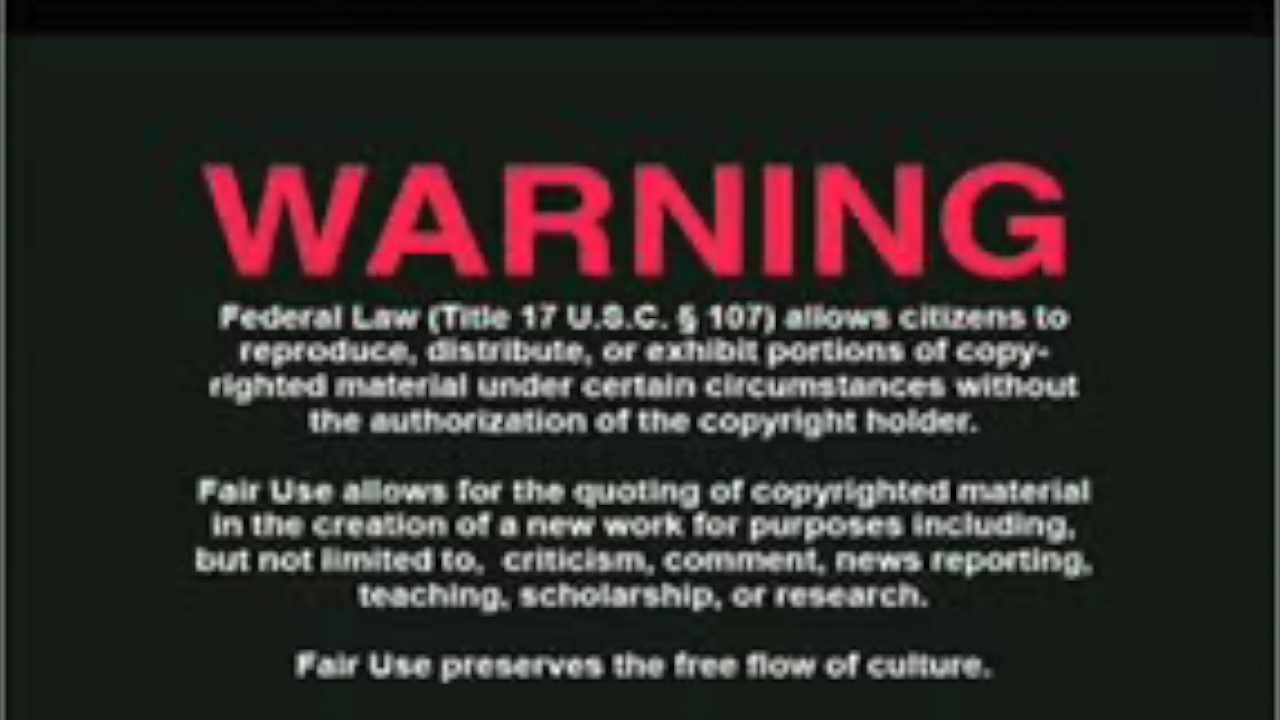 WARNING
Federal Law (Title 17 U.S.C. § 107) allows citizens to
reproduce, distribute, or exhibit portions of copy-
righted material under certain circumstances without
the authorization of the copyright holder.
Fair Use allows for the quoting of copyrighted material
in the creation of a new work for purposes including,
but not limited to,  criticism, comment, news reporting,
teaching, scholarship, or research.
Fair Use preserves the free flow of culture.